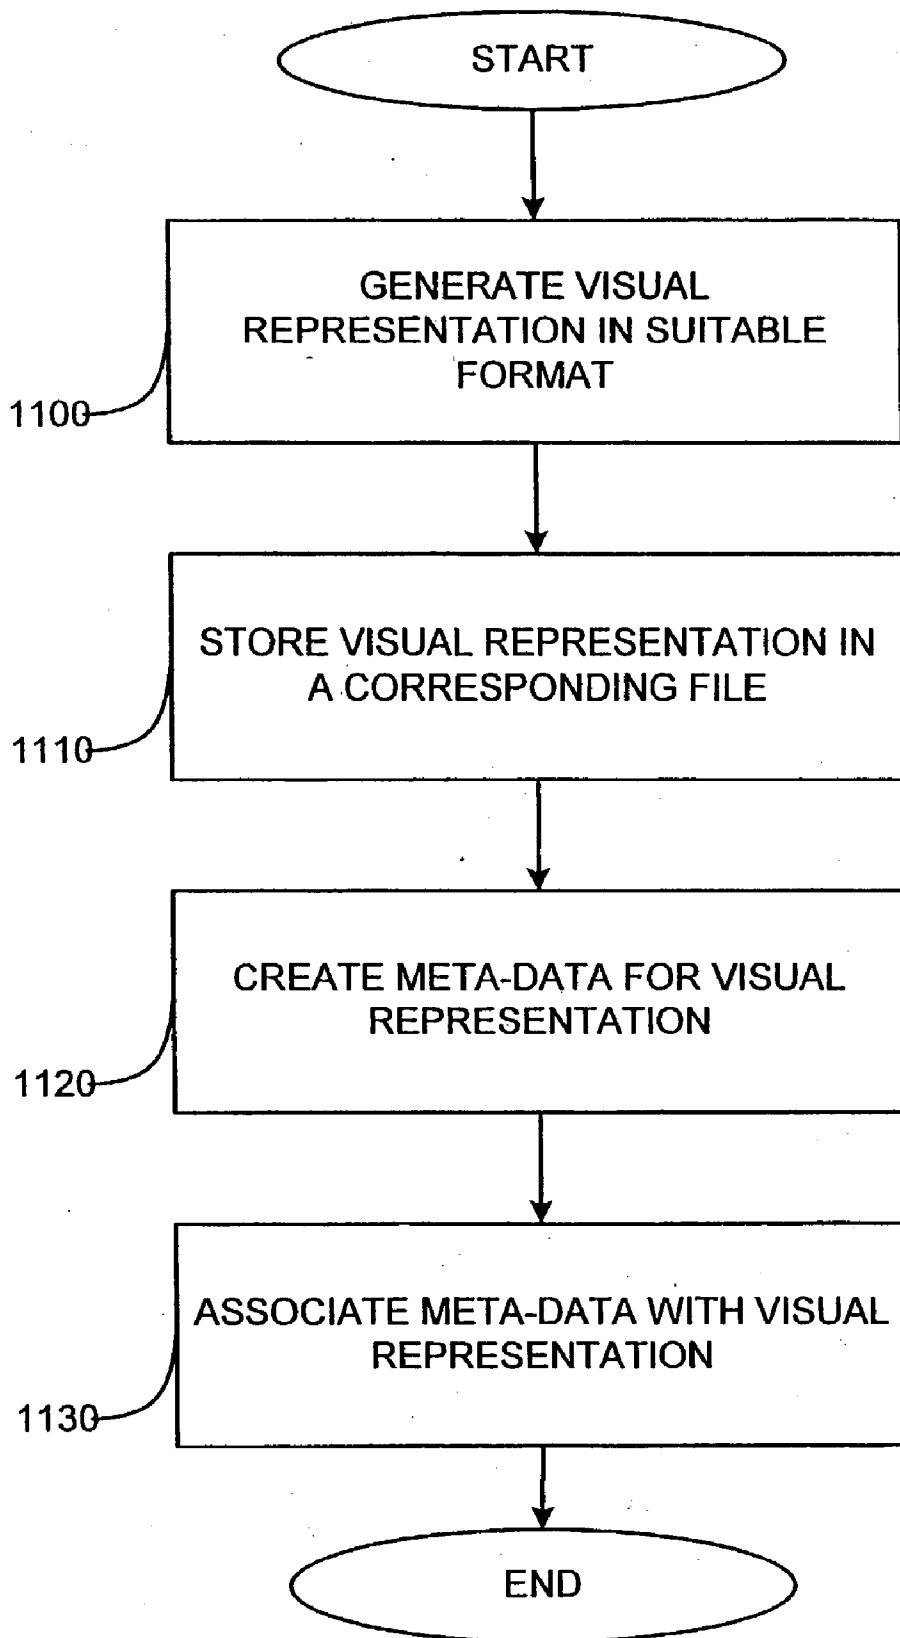 START
GENERATE VISUAL
REPRESENTATION IN SUITABLE
FORMAT
1100
STORE VISUAL REPRESENTATION IN
A CORRESPONDING FILE
1110
CREATE META-DATA FOR VISUAL
REPRESENTATION
1120
ASSOCIATE META-DATA WITH VISUAL
REPRESENTATION
1130
END